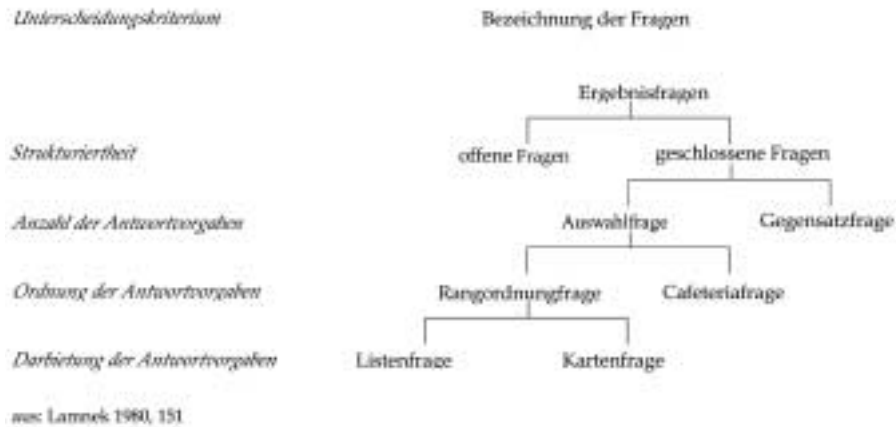 Unterscheidungskriterium Bezeichnung der Fragen
Ergebnisfragen
Strukturiertheit offene Fragen geschlossene Fragen
Anzahl der Antwortvorgaben Auswahlfrage Gegensatzfrage
Ordnung der Antwortvorgaben Rangordnungfrage Cafeteriafrage
Darbietung der Antwortvorgaben Listenfrage Kartenfrage
aus: Lamnek 1980, 151